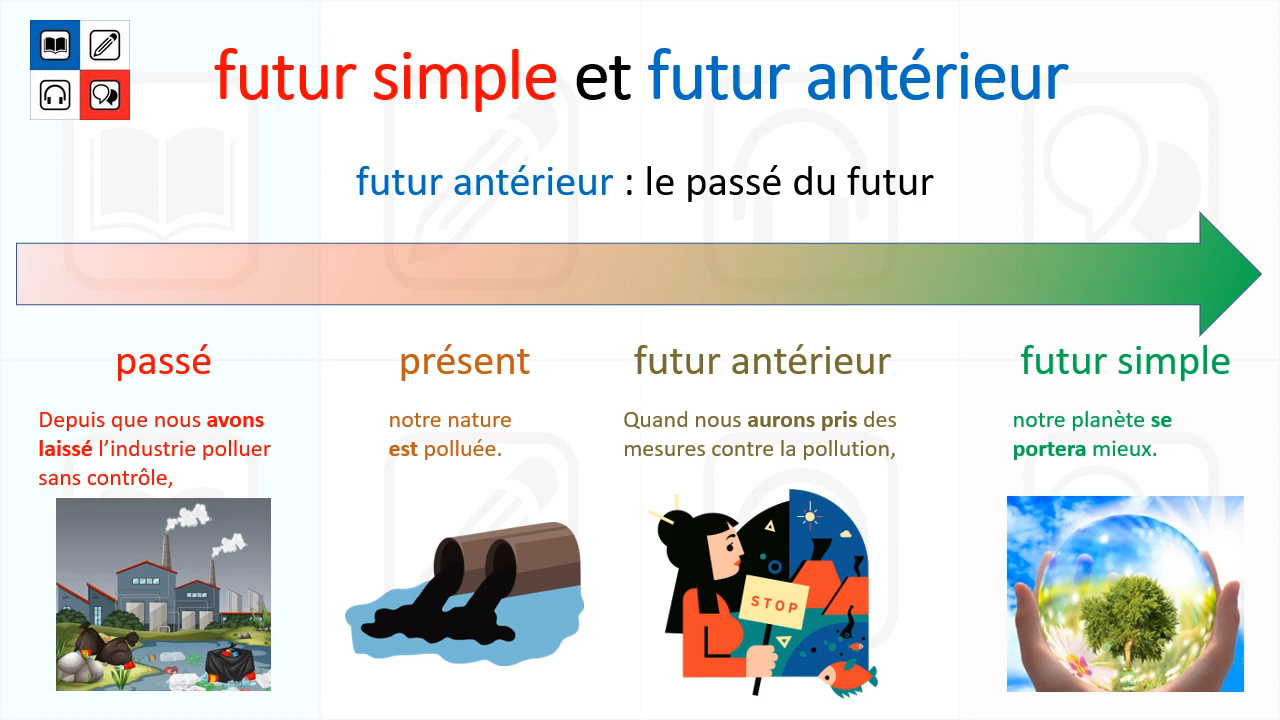 futur simple et futur antérieur
futur antérieur : le passé du futur
passé
présent
futur antérieur
futur simple
Depuis que nous avons
laissé l’industrie polluer
sans contrôle,
notre nature
est polluée.
Quand nous aurons pris des
mesures contre la pollution,
notre planète se
portera mieux.
STOP